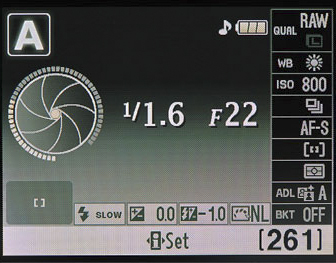 A
QUAL RAW
L
WB
ISO 800
1/1.6 F22
AF-S
ADL A
SLOW 0.0 -1.0 NL
BKT OFF
Set [261]